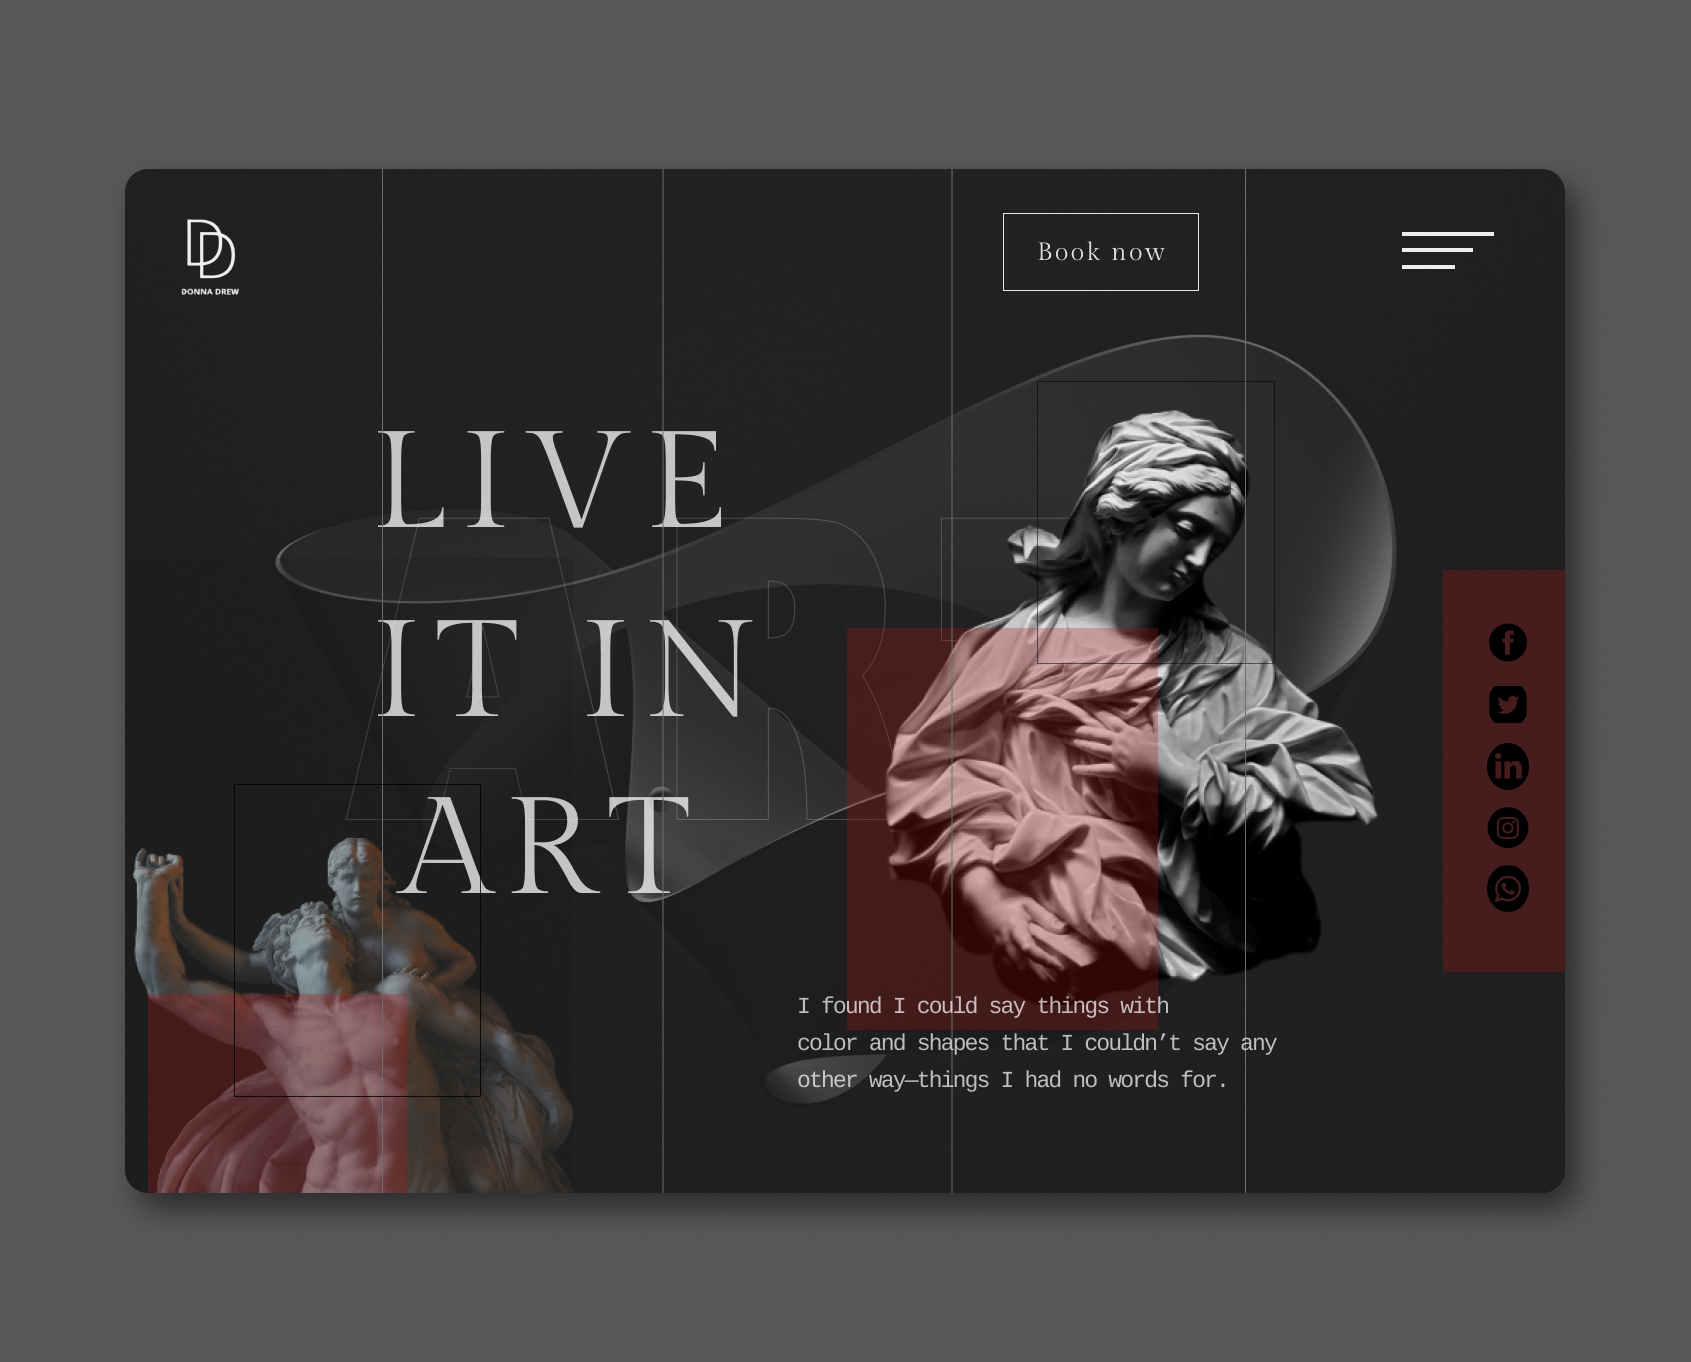 DONNA DREW
Book now
LIVE
IT IN
ART
ART
I found I could say things with
color and shapes that I couldn’t say any
other way—things I had no words for.